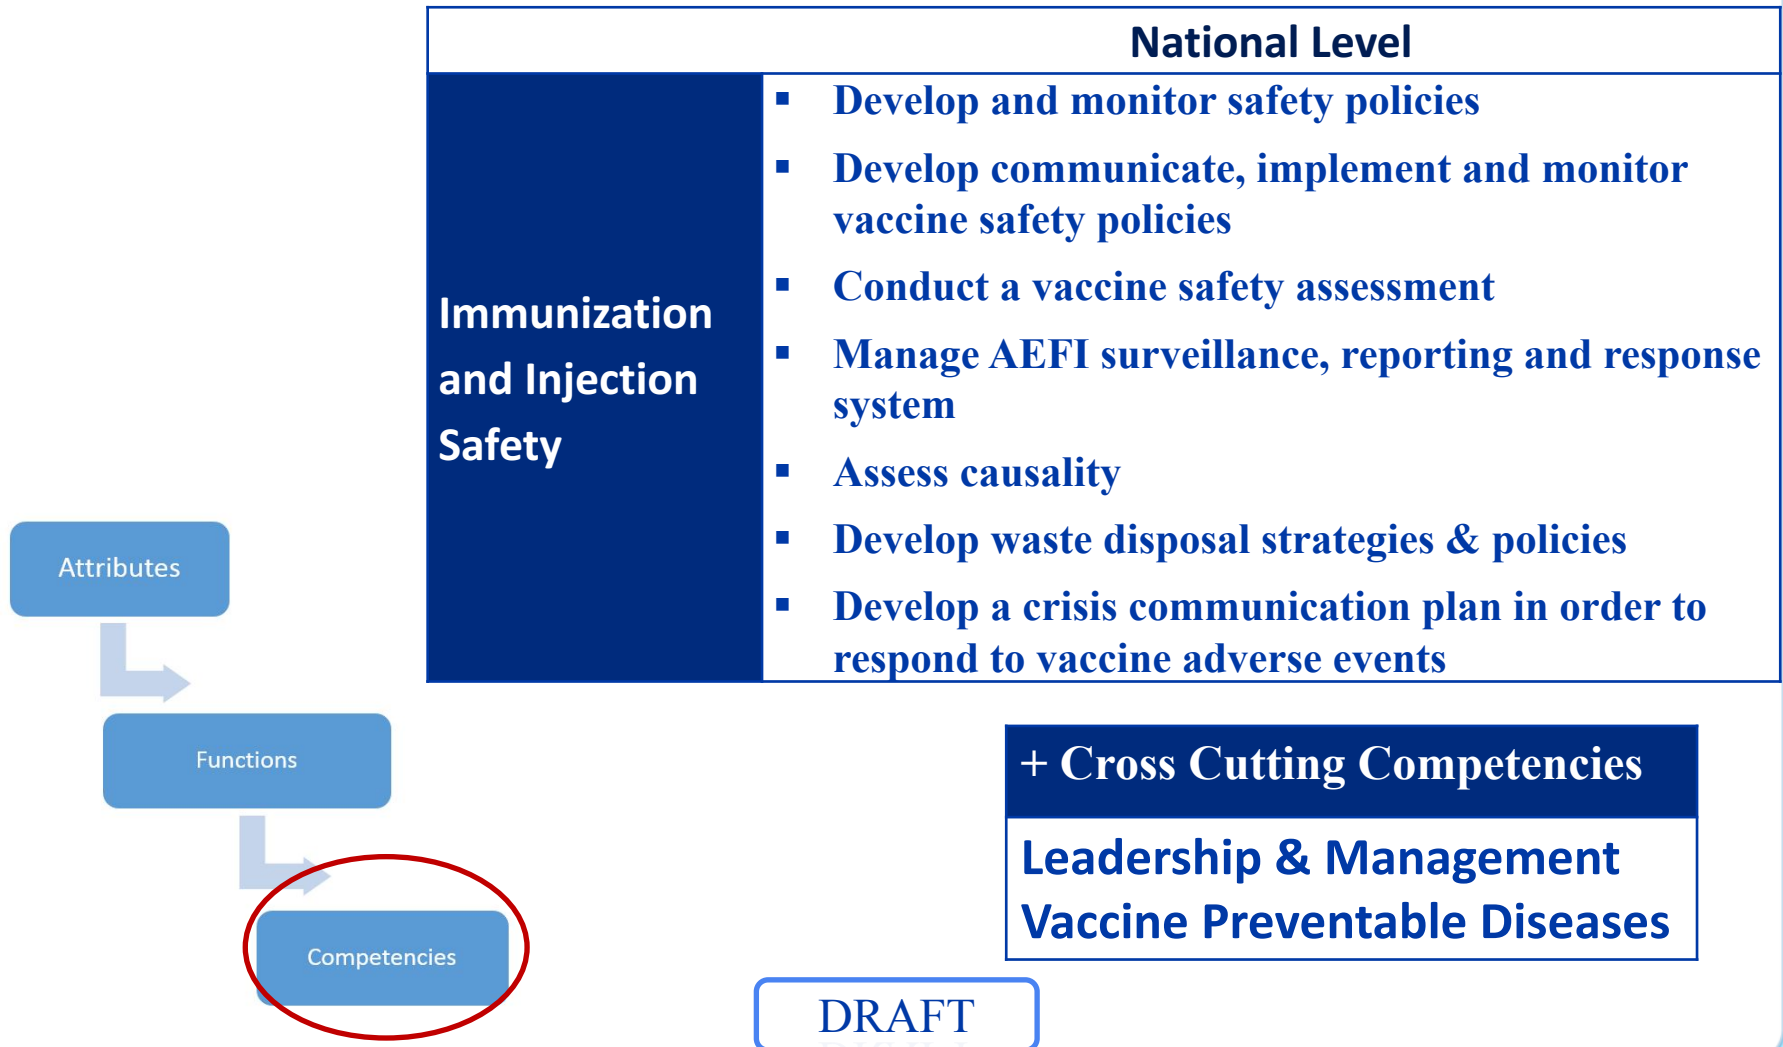 National Level
Immunization
and Injection
Safety
▪ Develop and monitor safety policies
▪ Develop communicate, implement and monitor
vaccine safety policies
▪ Conduct a vaccine safety assessment
▪ Manage AEFI surveillance, reporting and response
system
▪ Assess causality
▪ Develop waste disposal strategies & policies
▪ Develop a crisis communication plan in order to
respond to vaccine adverse events
Attributes
Functions
Competencies
+ Cross Cutting Competencies
Leadership & Management
Vaccine Preventable Diseases
DRAFT